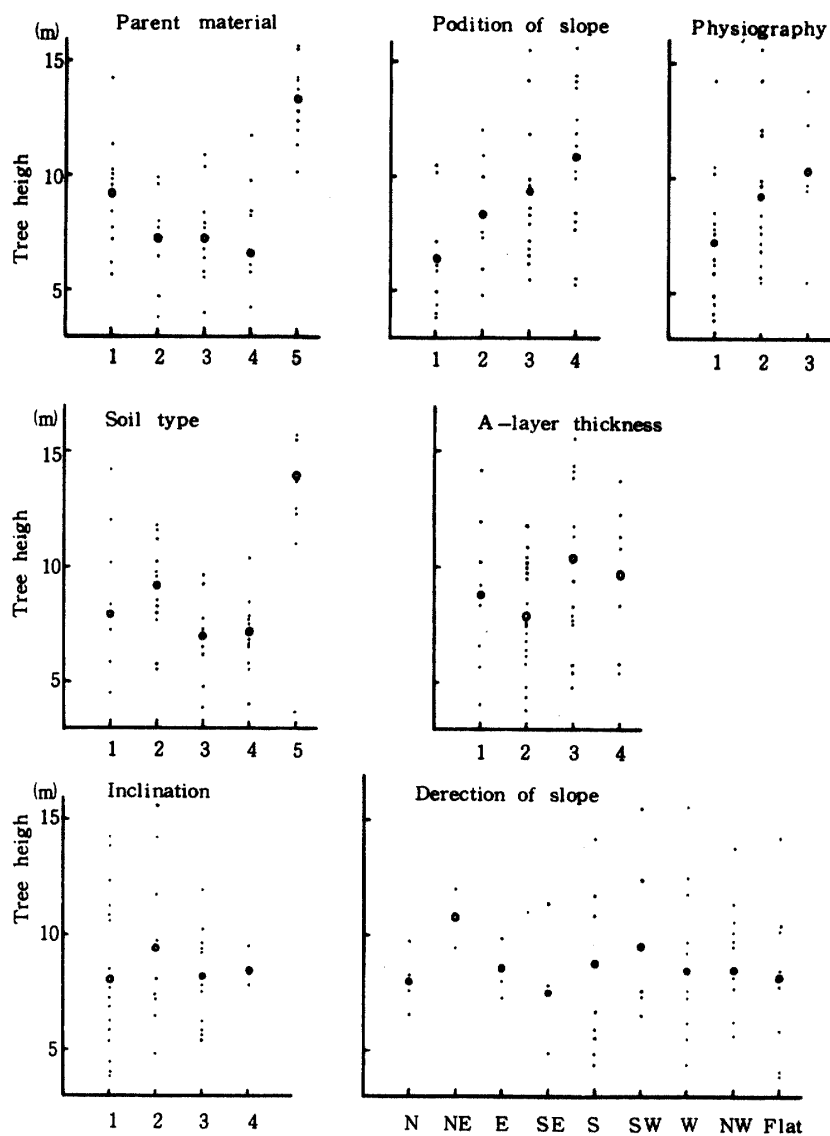 Parent material
Podition of slope
Physiography
(m)
15
10
5
Tree heigh
1 2 3 4 5
1 2 3 4
1 2 3
Soil type
A-layer thickness
(m)
15
10
5
Tree heigh
1 2 3 4 5
1 2 3 4
Inclination
Derection of slope
(m)
15
10
5
Tree heigh
1 2 3 4
N NE E SE S SW W NW Flat